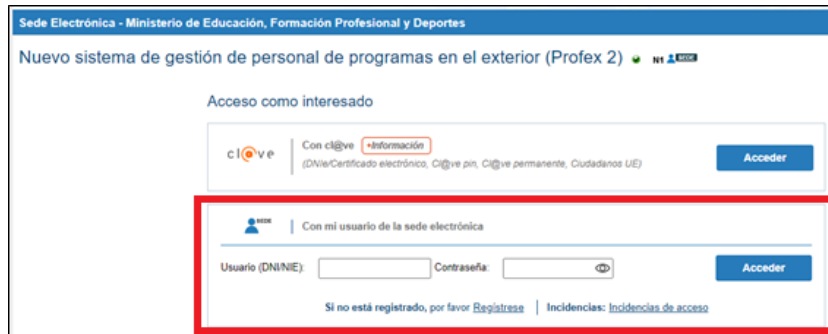 Sede Electrónica - Ministerio de Educación, Formación Profesional y Deportes
Nuevo sistema de gestión de personal de programas en el exterior (Profex 2) N1 SEDE
Acceso como interesado
cl@ve Con cl@ve +Información
(DNIe/Certificado electrónico, Cl@ve pin, Cl@ve permanente, Ciudadanos UE)
Acceder
SEDE Con mi usuario de la sede electrónica
Usuario (DNI/NIE): Contraseña: Acceder
Si no está registrado, por favor Regístrese Incidencias: Incidencias de acceso